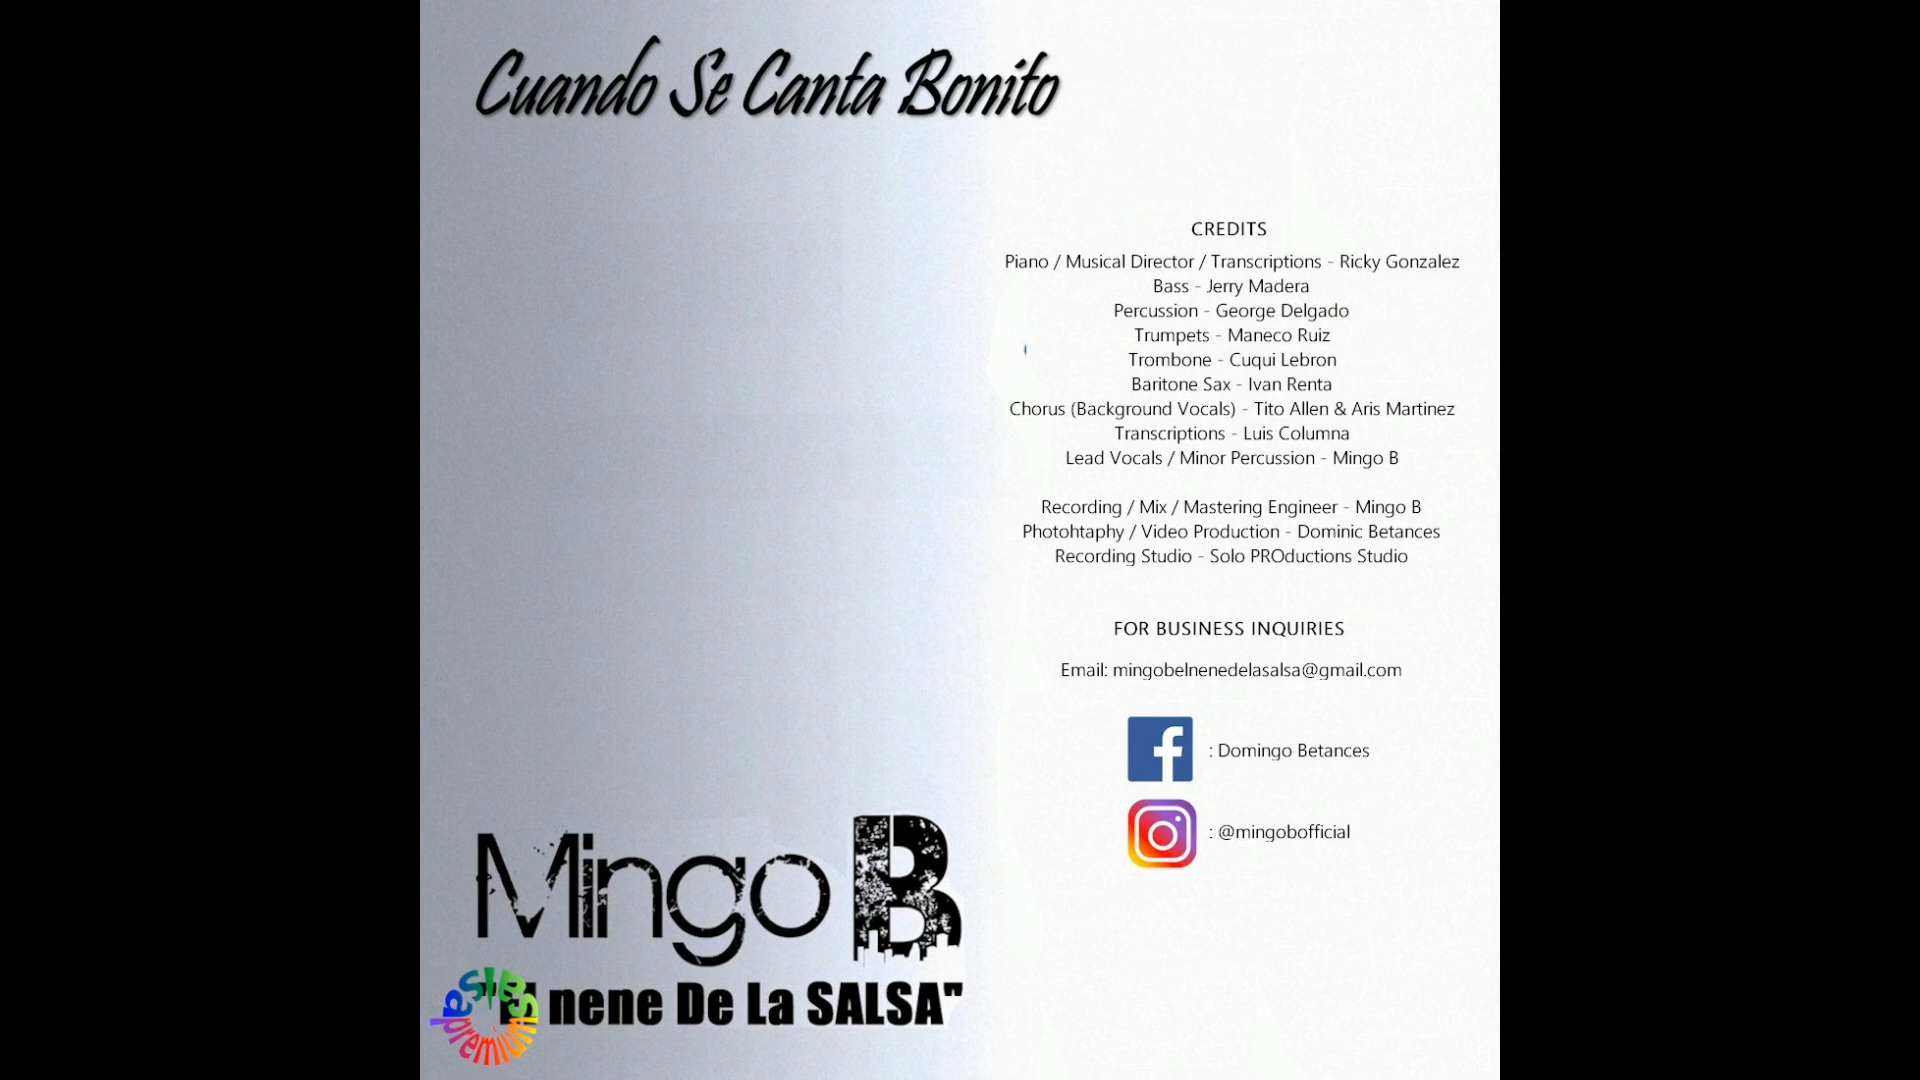 Cuando Se Canta Bonito
CREDITS
Piano / Musical Director / Transcriptions - Ricky Gonzalez
Bass - Jerry Madera
Percussion - George Delgado
Trumpets - Maneco Ruiz
Trombone - Cuqui Lebron
Baritone Sax - Ivan Renta
Chorus (Background Vocals) - Tito Allen & Aris Martinez
Transcriptions - Luis Columna
Lead Vocals / Minor Percussion - Mingo B
Recording / Mix / Mastering Engineer - Mingo B
Photohtaphy / Video Production - Dominic Betances
Recording Studio - Solo PROductions Studio
FOR BUSINESS INQUIRIES
Email: mingobelnenedelasalsa@gmail.com
: Domingo Betances
: @mingobofficial
Mingo B
nene De La SALSA"
salsa premium